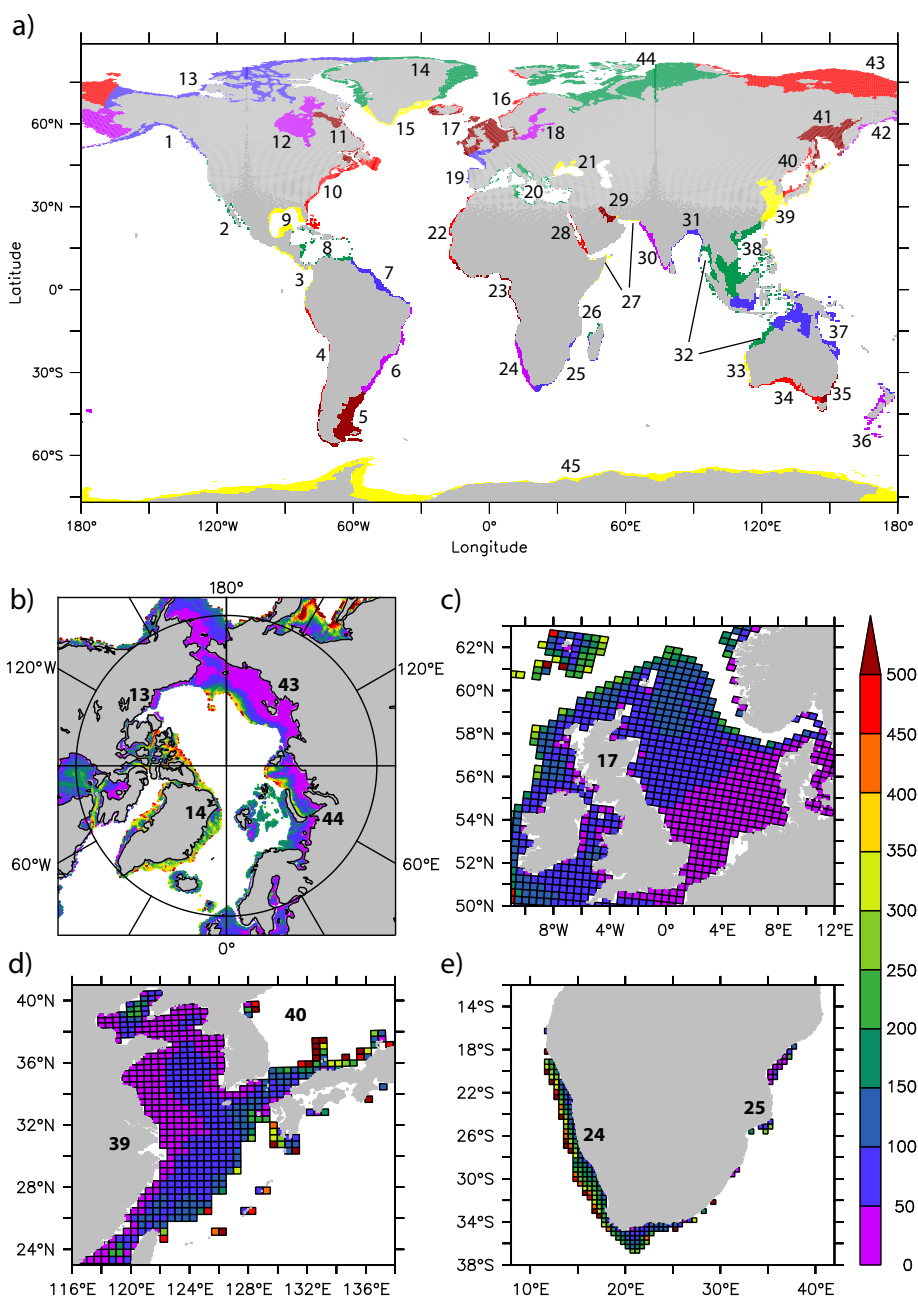 a)
60°N
30°N
0°
30°S
60°S
Latitude
180°
120°W
60°W
0°
60°E
120°E
180°
Longitude
1
2
3
4
5
6
7
8
9
10
11
12
13
14
15
16
17
18
19
20
21
22
23
24
25
26
27
28
29
30
31
32
33
34
35
36
37
38
39
40
41
42
43
44
45
b)
180°
120°W
120°E
60°W
60°E
0°
13
43
14
44
c)
62°N
60°N
58°N
56°N
54°N
52°N
50°N
8°W
4°W
0°E
4°E
8°E
12°E
17
500
450
400
350
300
250
200
150
100
50
0
d)
40°N
36°N
32°N
28°N
24°N
116°E
120°E
124°E
128°E
132°E
136°E
40
39
e)
18°S
22°S
26°S
30°S
34°S
38°S
10°E
20°E
30°E
40°E
24
25